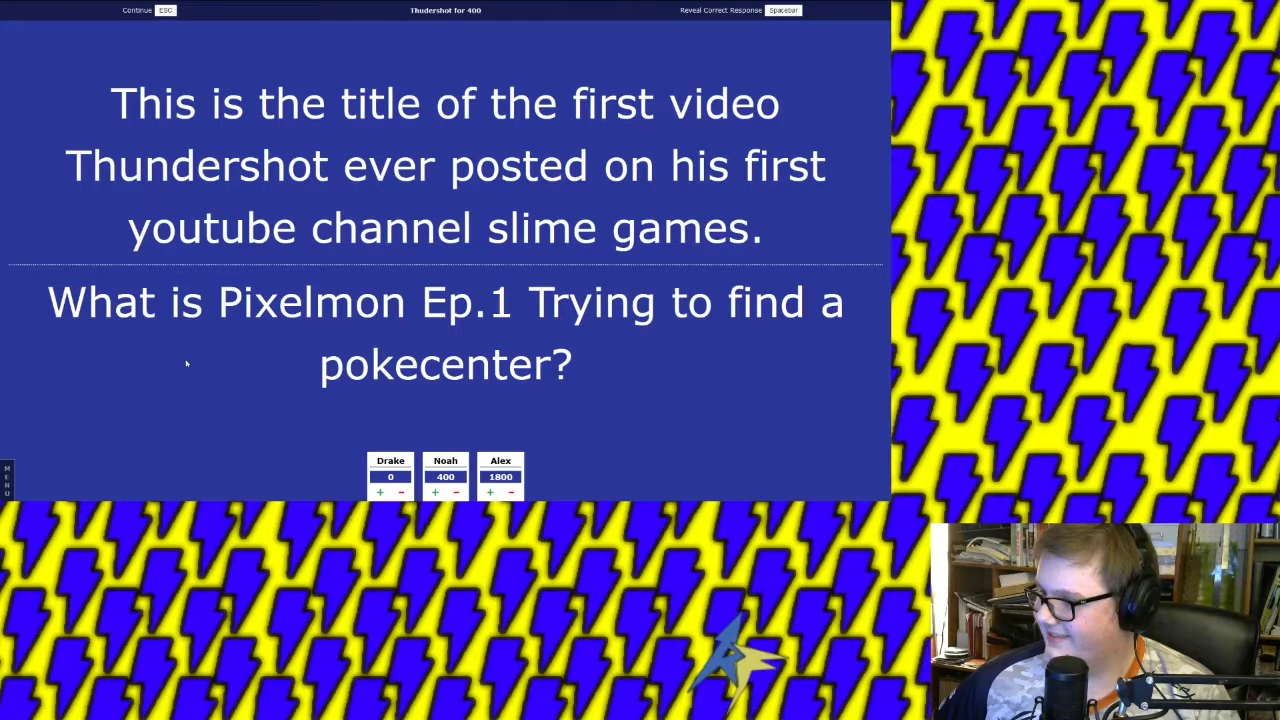 Continue ESC
Thudershot for 400
Reveal Correct Response Spacebar
This is the title of the first video
Thundershot ever posted on his first
youtube channel slime games.
What is Pixelmon Ep.1 Trying to find a
pokecenter?
MENU
Drake Noah Alex
0 400 1800
+ − + − + −